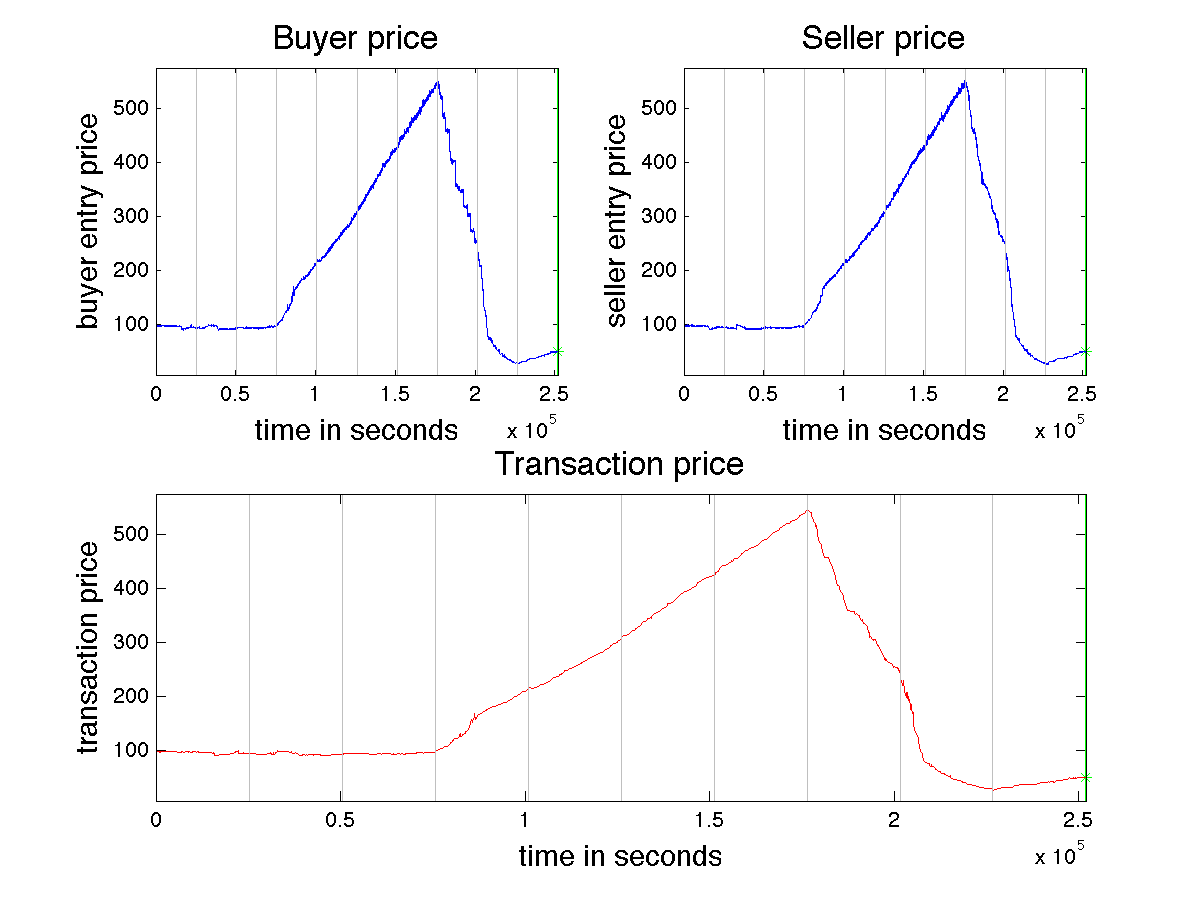 Buyer price
buyer entry price
500
400
300
200
100
0 0.5 1 1.5 2 2.5
time in seconds
x 10^5
Seller price
seller entry price
500
400
300
200
100
0 0.5 1 1.5 2 2.5
time in seconds
x 10^5
Transaction price
transaction price
500
400
300
200
100
0 0.5 1 1.5 2 2.5
time in seconds
x 10^5